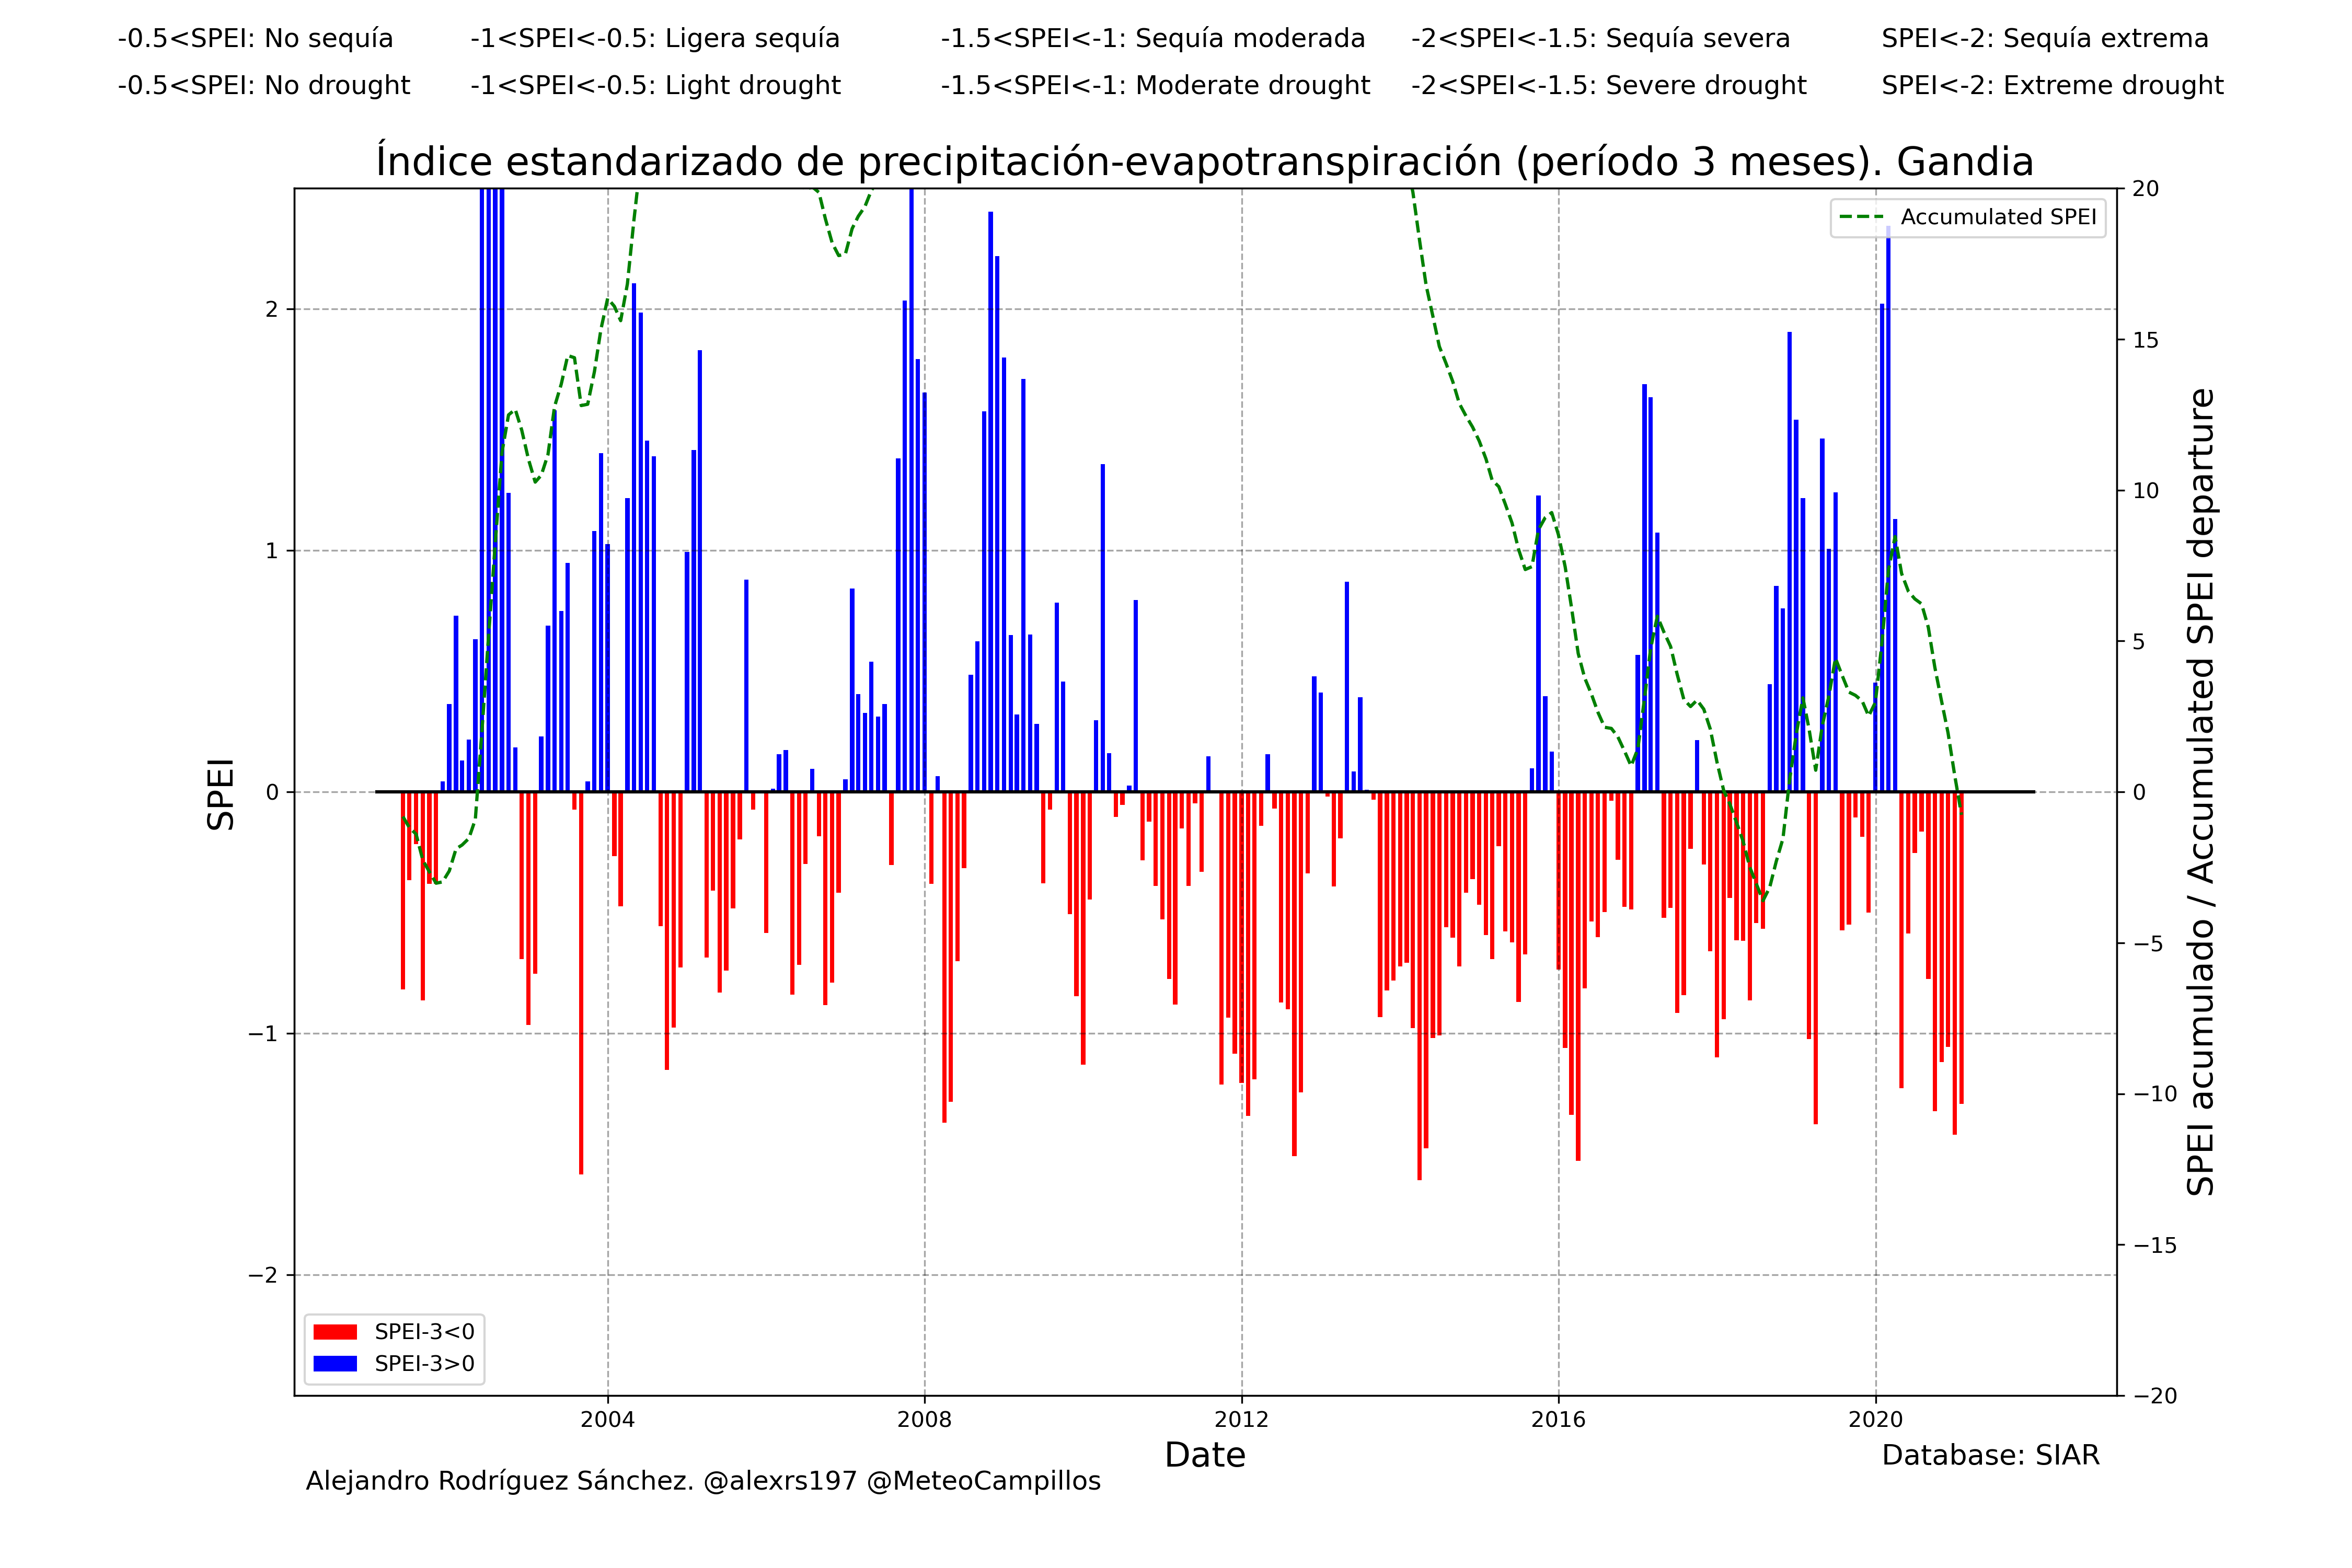 -0.5<SPEI: No sequía -1<SPEI<-0.5: Ligera sequía -1.5<SPEI<-1: Sequía moderada -2<SPEI<-1.5: Sequía severa SPEI<-2: Sequía extrema
-0.5<SPEI: No drought -1<SPEI<-0.5: Light drought -1.5<SPEI<-1: Moderate drought -2<SPEI<-1.5: Severe drought SPEI<-2: Extreme drought
Índice estandarizado de precipitación-evapotranspiración (período 3 meses). Gandia
Accumulated SPEI
SPEI
2
1
0
−1
−2
20
15
10
5
0
−5
−10
−15
−20
SPEI acumulado / Accumulated SPEI departure
SPEI-3<0
SPEI-3>0
2004 2008 2012 2016 2020
Date
Database: SIAR
Alejandro Rodríguez Sánchez. @alexrs197 @MeteoCampillos